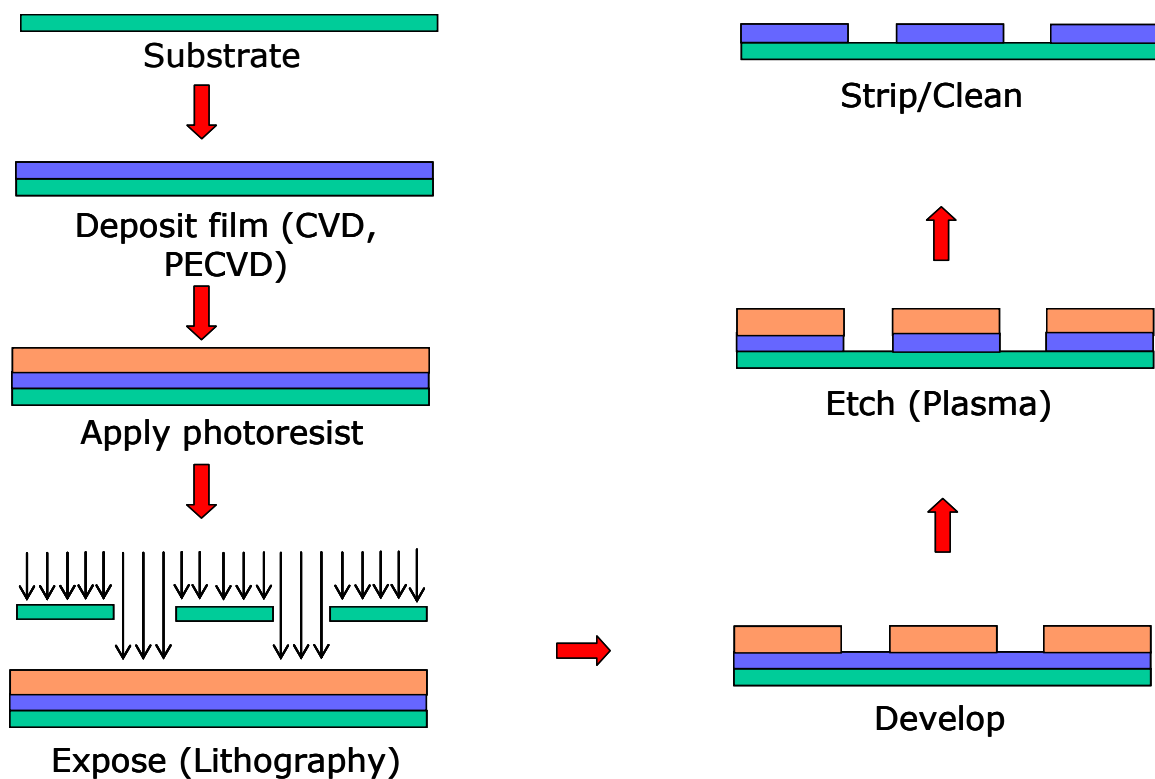 Substrate
Deposit film (CVD,
PECVD)
Apply photoresist
Expose (Lithography)
Develop
Etch (Plasma)
Strip/Clean